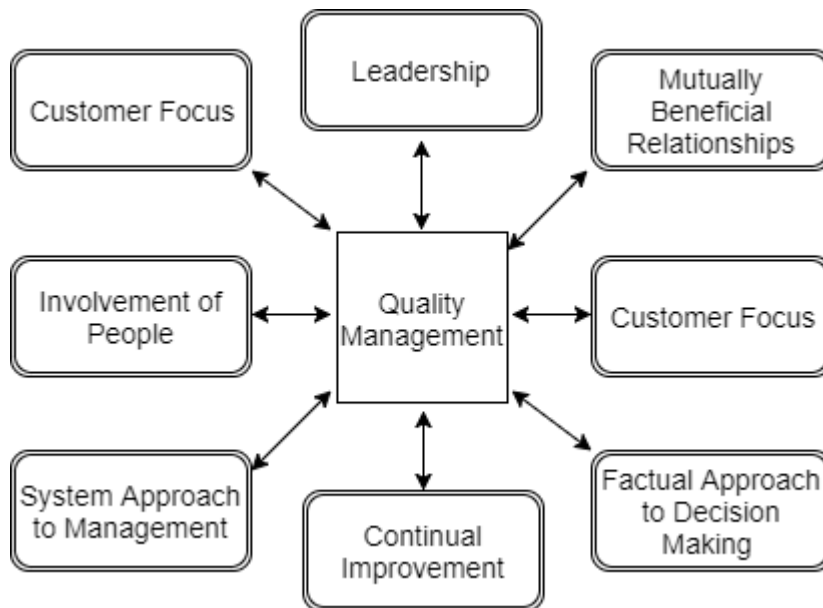 Leadership
Customer Focus
Mutually
Beneficial
Relationships
Involvement of
People
Quality
Management
Customer Focus
System Approach
to Management
Continual
Improvement
Factual Approach
to Decision
Making